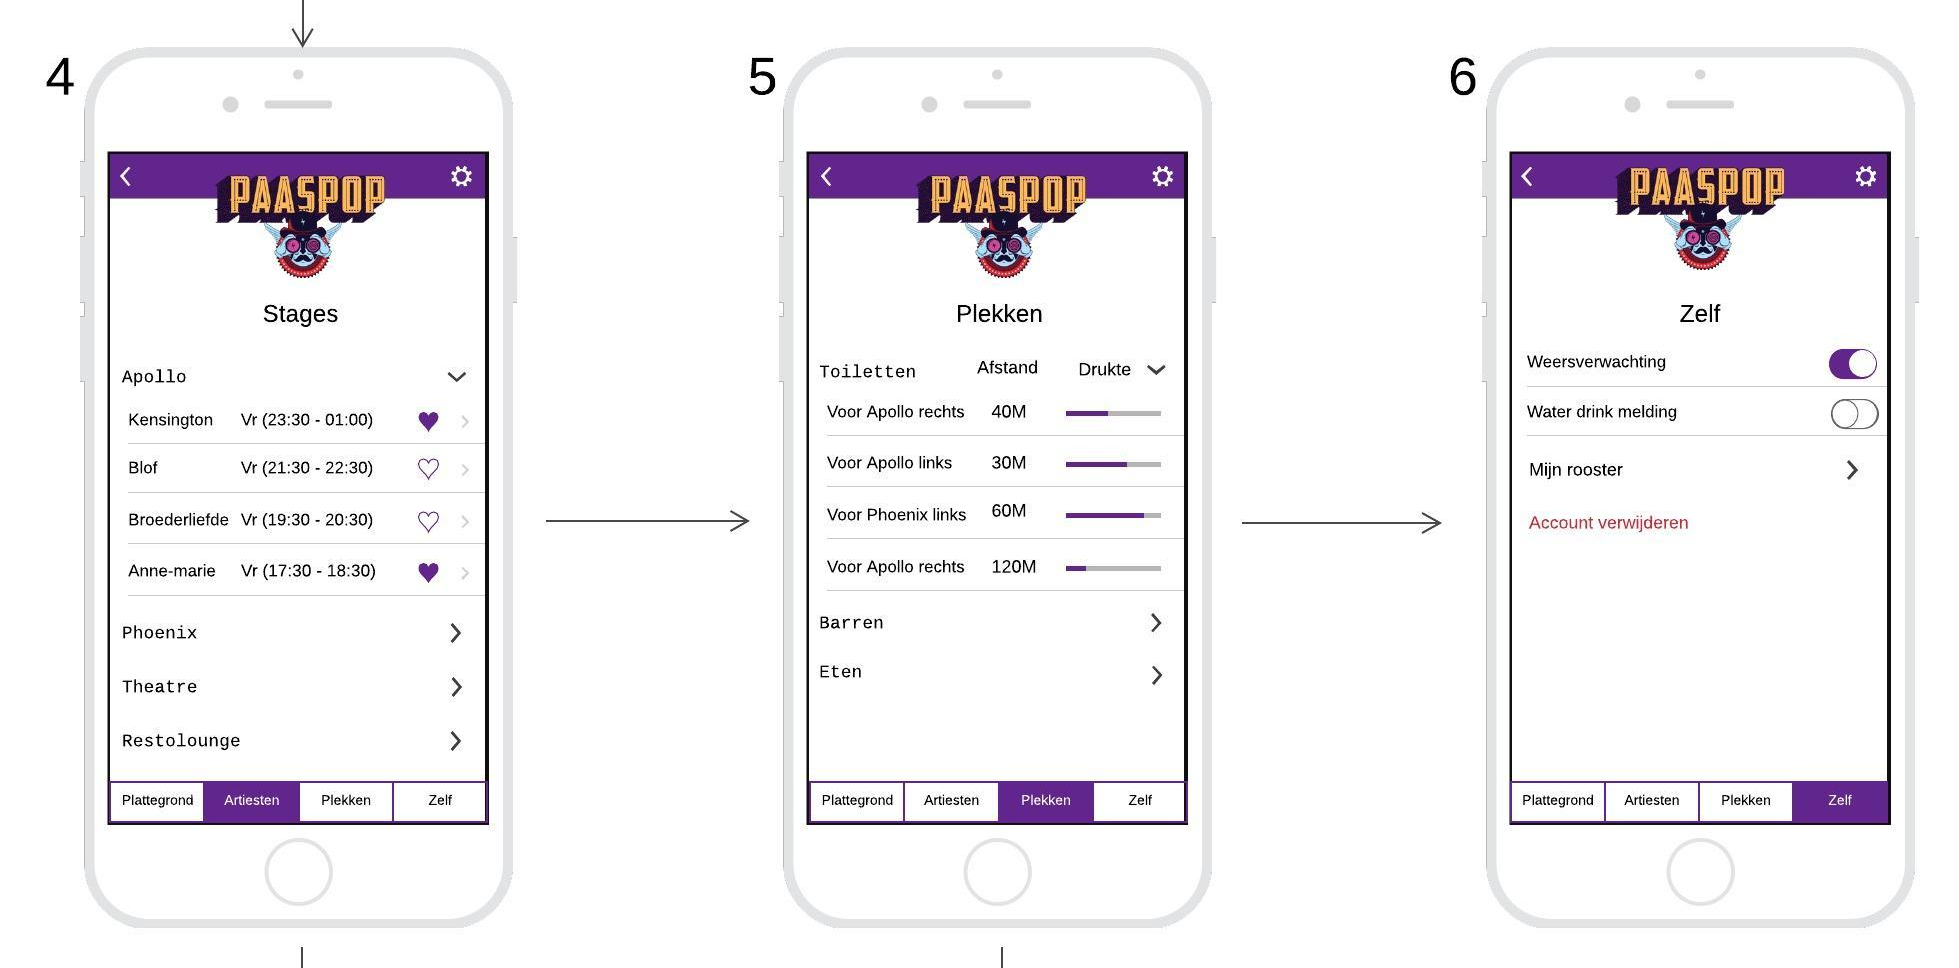 4
PAASPOP
Stages
Apollo
Kensington Vr (23:30 - 01:00)
Blof Vr (21:30 - 22:30)
Broederliefde Vr (19:30 - 20:30)
Anne-marie Vr (17:30 - 18:30)
Phoenix
Theatre
Restolounge
Plattegrond Artiesten Plekken Zelf
5
PAASPOP
Plekken
Toiletten Afstand Drukte
Voor Apollo rechts 40M
Voor Apollo links 30M
Voor Phoenix links 60M
Voor Apollo rechts 120M
Barren
Eten
Plattegrond Artiesten Plekken Zelf
6
PAASPOP
Zelf
Weersverwachting
Water drink melding
Mijn rooster
Account verwijderen
Plattegrond Artiesten Plekken Zelf